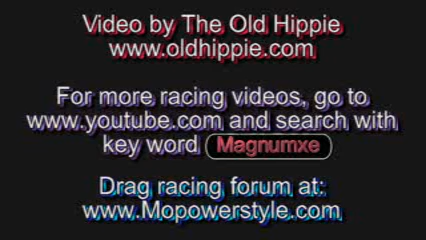 Video by The Old Hippie
www.oldhippie.com
For more racing videos, go to
www.youtube.com and search with
key word Magnumxe
Drag racing forum at:
www.Mopowerstyle.com